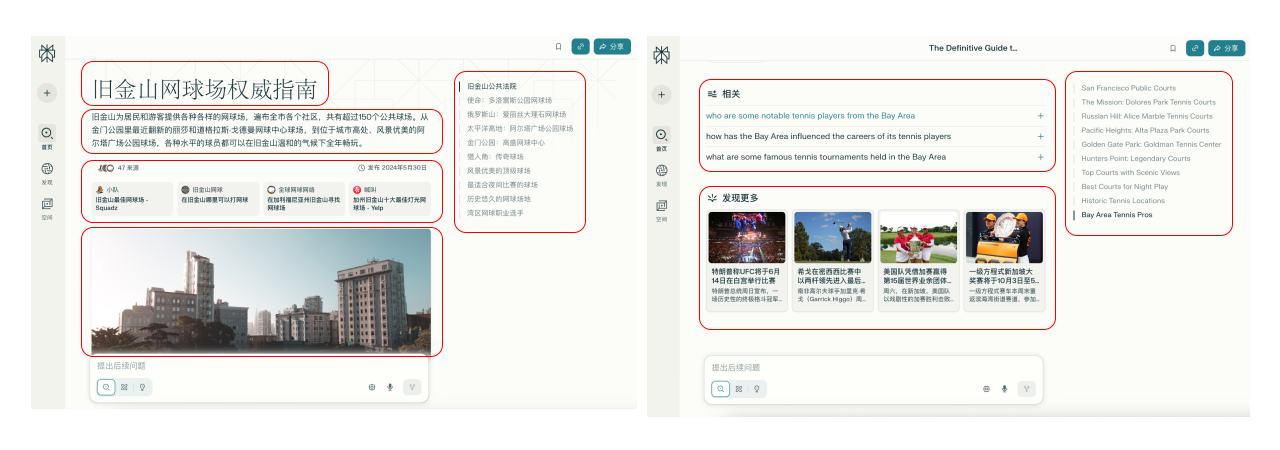 分享
旧金山网球场权威指南
旧金山为居民和游客提供各种各样的网球场，遍布全市各个社区，共有超过150个公共球场。从
金门公园里最近翻新的丽莎和道格拉斯·戈德曼网球中心球场，到位于城市高处、风景优美的阿
尔塔广场公园球场，各种水平的球员都可以在旧金山温和的气候下全年畅玩。
47 来源
发布 2024年5月30日
小队
旧金山最佳网球场 -
Squadz
旧金山网球
在旧金山哪里可以打网球
全球网球网络
在加利福尼亚州旧金山寻找
网球场
喊叫
加州旧金山十大最佳灯光网
球场 - Yelp
提出后续问题
首页
发现
空间
旧金山公共法院
使命：多洛雷斯公园网球场
俄罗斯山：爱丽丝大理石网球场
太平洋高地：阿尔塔广场公园球场
金门公园：高盛网球中心
猎人角：传奇球场
风景优美的顶级球场
最适合夜间比赛的球场
历史悠久的网球场地
湾区网球职业选手
The Definitive Guide t...
分享
首页
发现
空间
相关
who are some notable tennis players from the Bay Area
how has the Bay Area influenced the careers of its tennis players
what are some famous tennis tournaments held in the Bay Area
发现更多
特朗普称UFC将于6月
14日在白宫举行比赛
特朗普总统周日宣布，一
场历史性的终极格斗冠军...
希戈在密西西比赛中
以两杆领先进入最后...
南非高尔夫球手加里克·希
戈（Garrick Higgo）周...
美国队凭借加赛赢得
第15届世界业余团体...
周六，在新加坡，美国队
以戏剧性的加赛胜利击败...
一级方程式新加坡大
奖赛将于10月3日至5...
一级方程式赛车本周末重
返滨海湾街道赛道，参加...
提出后续问题
San Francisco Public Courts
The Mission: Dolores Park Tennis Courts
Russian Hill: Alice Marble Tennis Courts
Pacific Heights: Alta Plaza Park Courts
Golden Gate Park: Goldman Tennis Center
Hunters Point: Legendary Courts
Top Courts with Scenic Views
Best Courts for Night Play
Historic Tennis Locations
Bay Area Tennis Pros